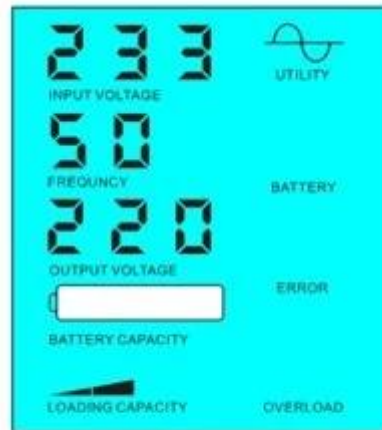 233
INPUT VOLTAGE
UTILITY
50
FREQUNCY
BATTERY
220
OUTPUT VOLTAGE
ERROR
BATTERY CAPACITY
LOADING CAPACITY
OVERLOAD